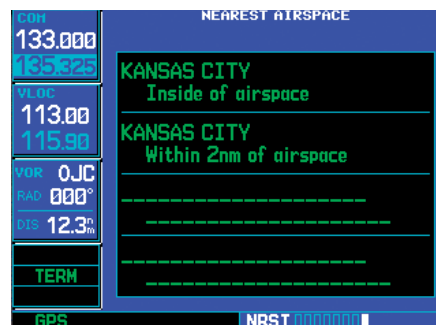 COM
133.000
135.325
VLOC
113.00
115.90
VOR OJC
RAD 000°
DIS 12.3nm
TERM
GPS
NEAREST AIRSPACE
KANSAS CITY
Inside of airspace
KANSAS CITY
Within 2nm of airspace
NRST